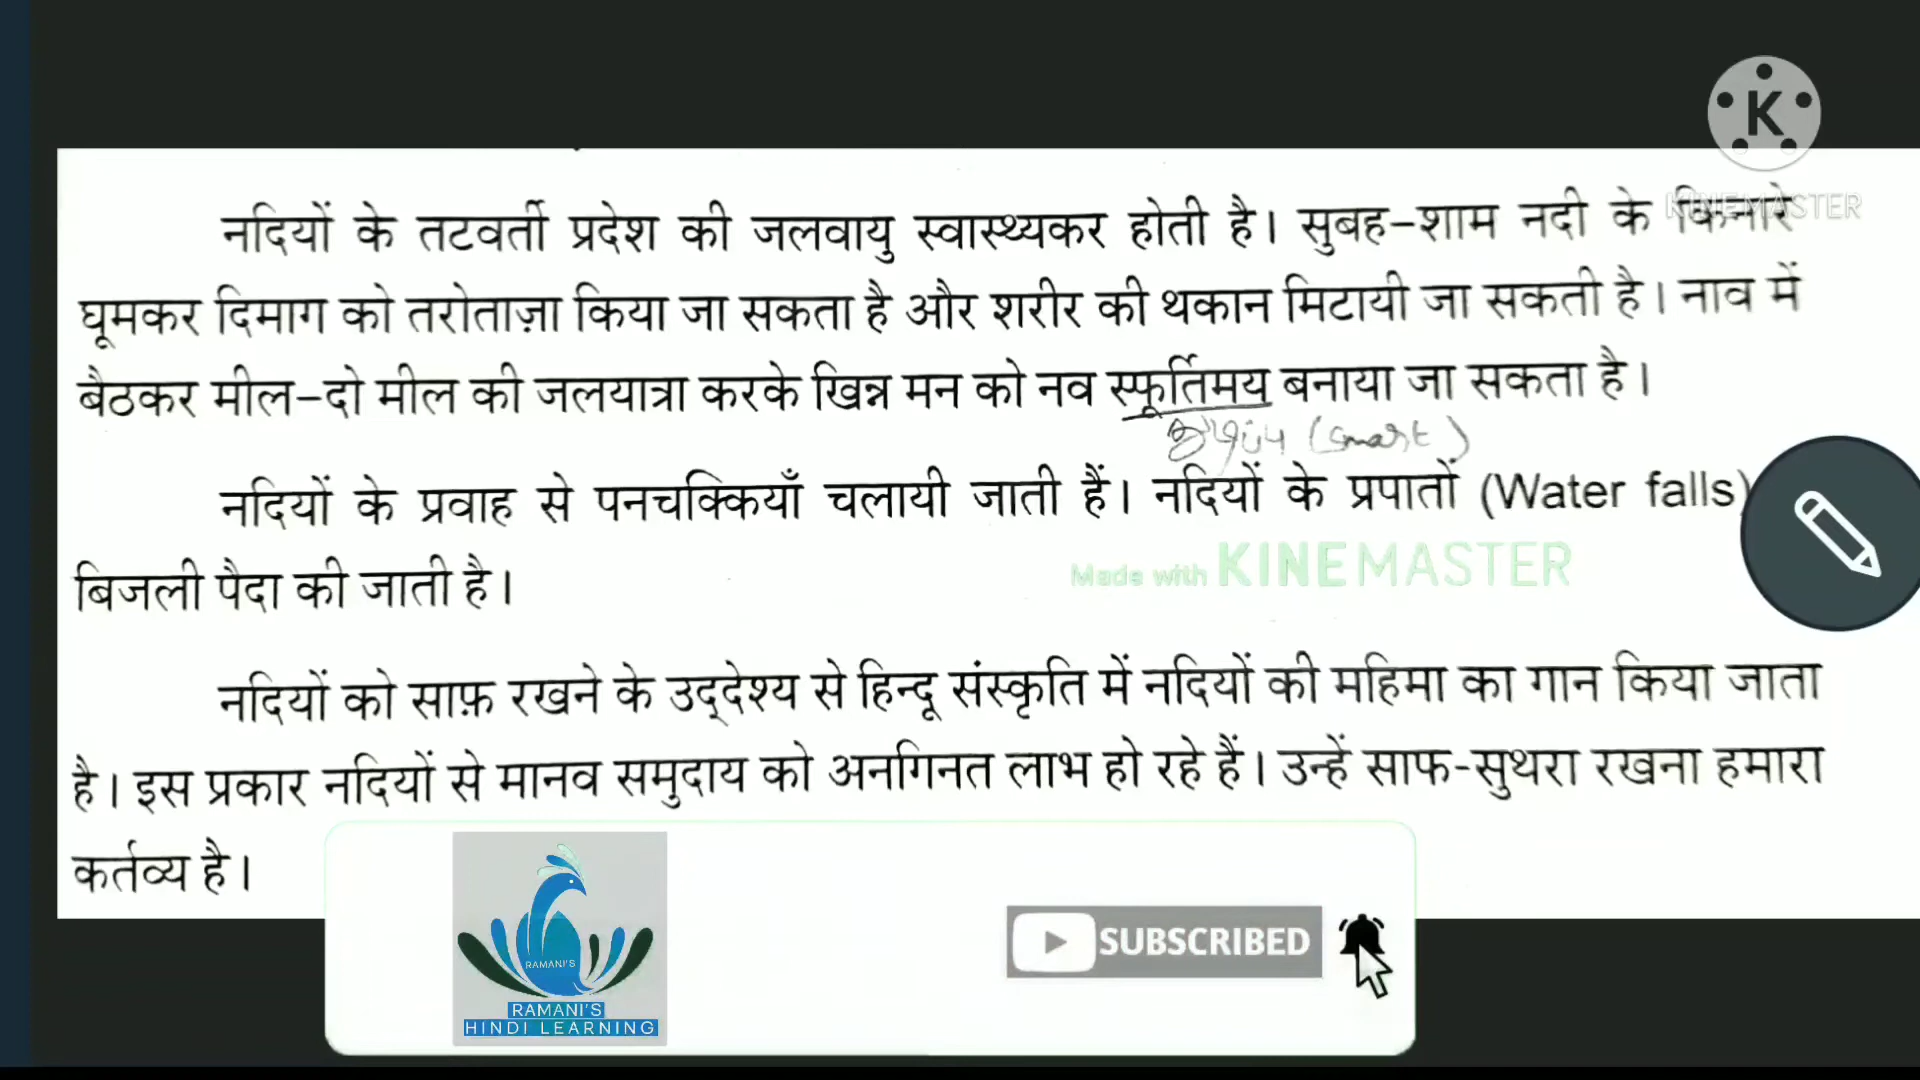 K
KINEMASTER
नदियों के तटवर्ती प्रदेश की जलवायु स्वास्थ्यकर होती है। सुबह-शाम नदी के किनारे
घूमकर दिमाग को तरोताज़ा किया जा सकता है और शरीर की थकान मिटायी जा सकती है। नाव में
बैठकर मील-दो मील की जलयात्रा करके खिन्न मन को नव स्फूर्तिमय बनाया जा सकता है।
(Smart)
नदियों के प्रवाह से पनचक्कियाँ चलायी जाती हैं। नदियों के प्रपातों (Water falls)
Made with KINEMASTER
बिजली पैदा की जाती है।
नदियों को साफ़ रखने के उद्देश्य से हिन्दू संस्कृति में नदियों की महिमा का गान किया जाता
है। इस प्रकार नदियों से मानव समुदाय को अनगिनत लाभ हो रहे हैं। उन्हें साफ-सुथरा रखना हमारा
कर्तव्य है।
RAMANI'S
RAMANI'S
HINDI LEARNING
SUBSCRIBED